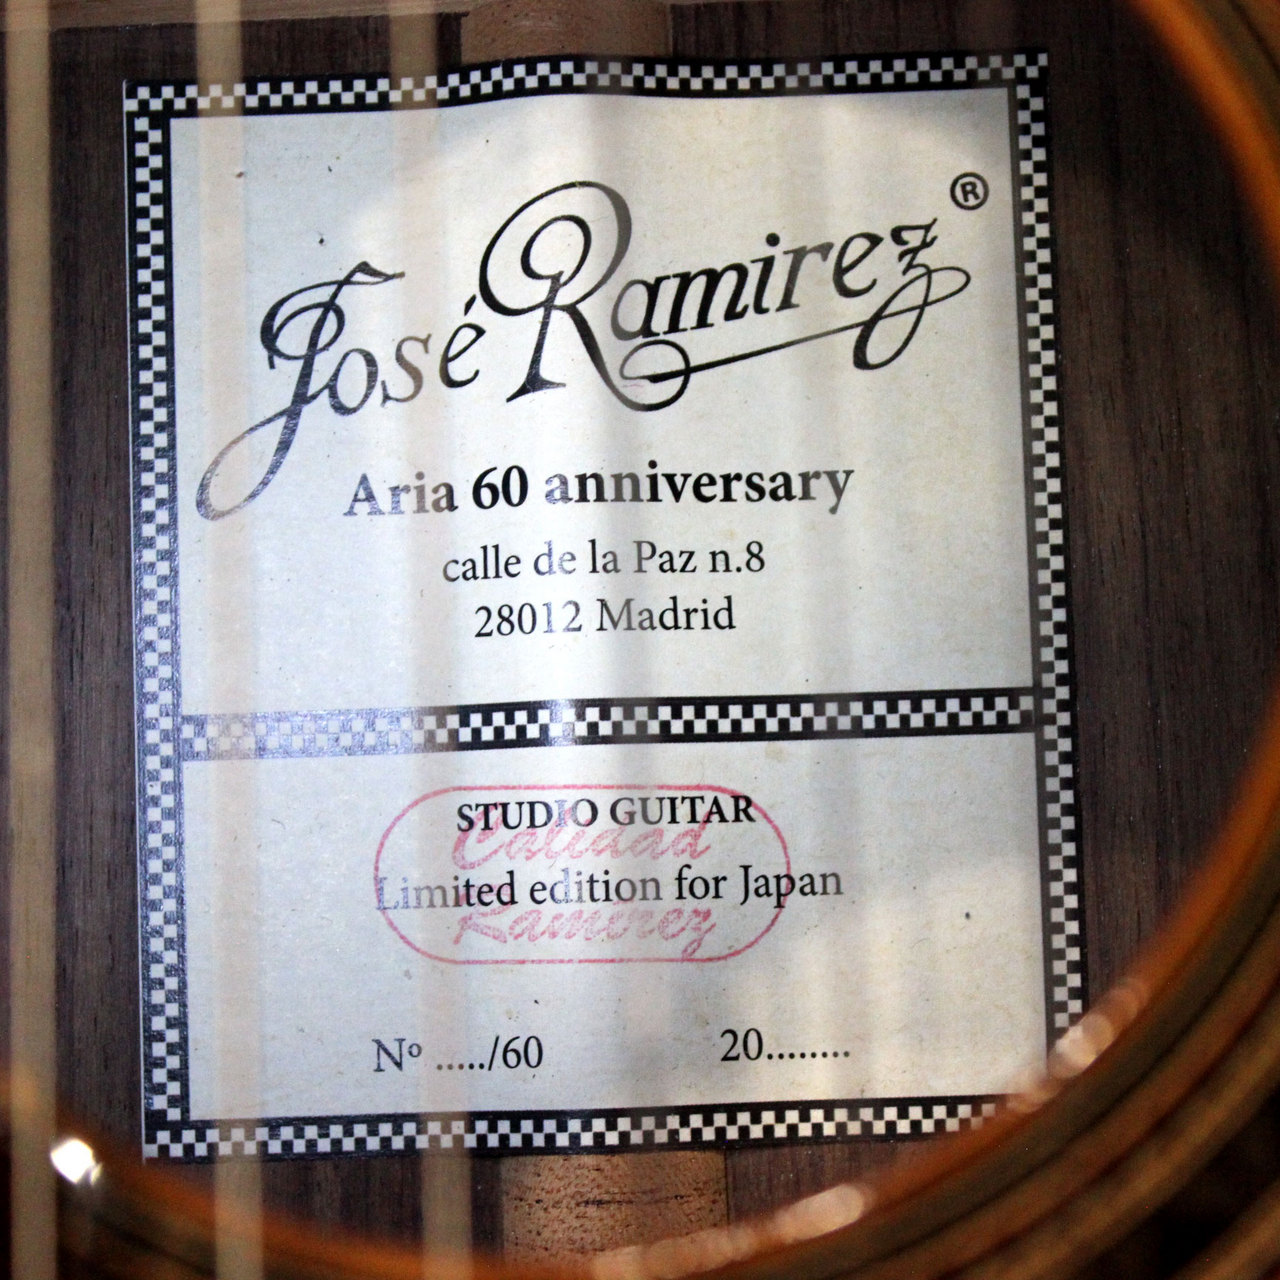 José Ramirez ®
Aria 60 anniversary
calle de la Paz n.8
28012 Madrid
STUDIO GUITAR
Calidad
Limited edition for Japan
Ramirez
Nº ...../60 20........